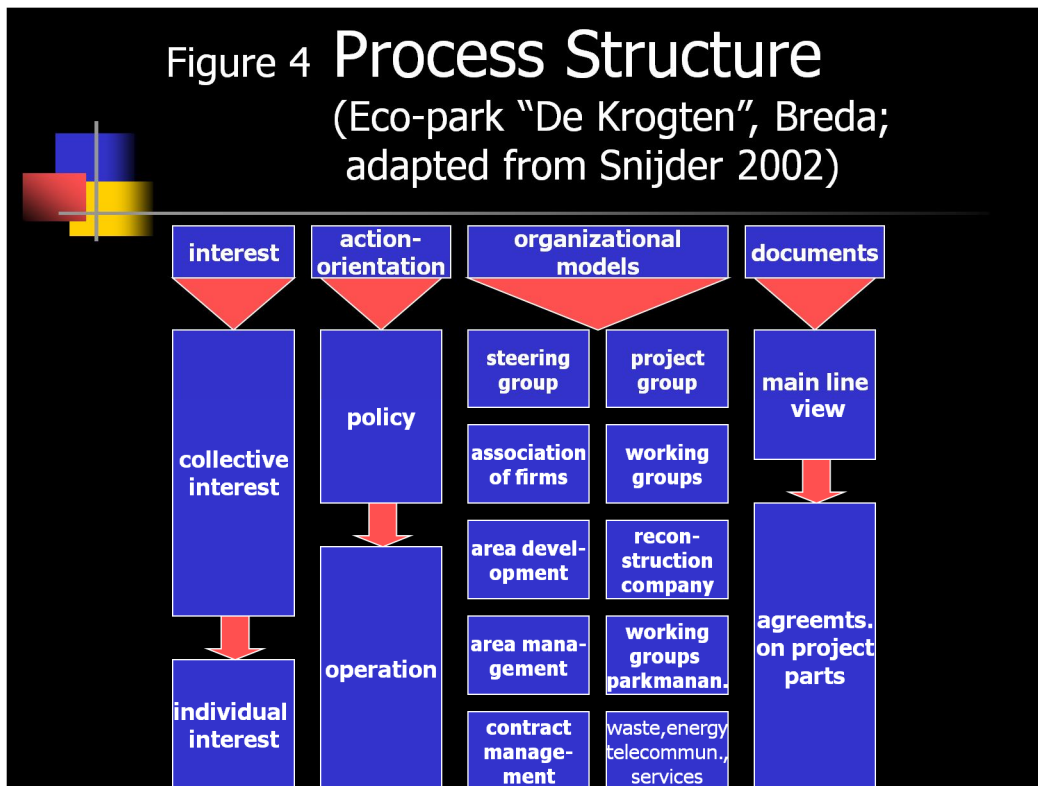 Figure 4 Process Structure
(Eco-park “De Krogten”, Breda;
adapted from Snijder 2002)
interest
action-
orientation
organizational
models
documents
collective
interest
individual
interest
policy
operation
steering
group
project
group
association
of firms
working
groups
area devel-
opment
recon-
struction
company
area mana-
gement
working
groups
parkmanan.
contract
manage-
ment
waste,energy
telecommun.,
services
main line
view
agreemts.
on project
parts